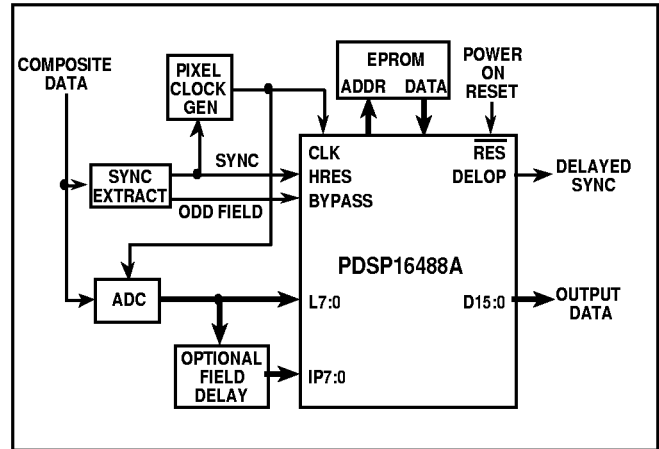 COMPOSITE
DATA
PIXEL
CLOCK
GEN
EPROM
ADDR DATA
POWER
ON
RESET
SYNC
EXTRACT
SYNC
ODD FIELD
CLK
HRES
BYPASS
RES
DELOP
DELAYED
SYNC
PDSP16488A
ADC
L7:0
D15:0
OUTPUT
DATA
OPTIONAL
FIELD
DELAY
IP7:0